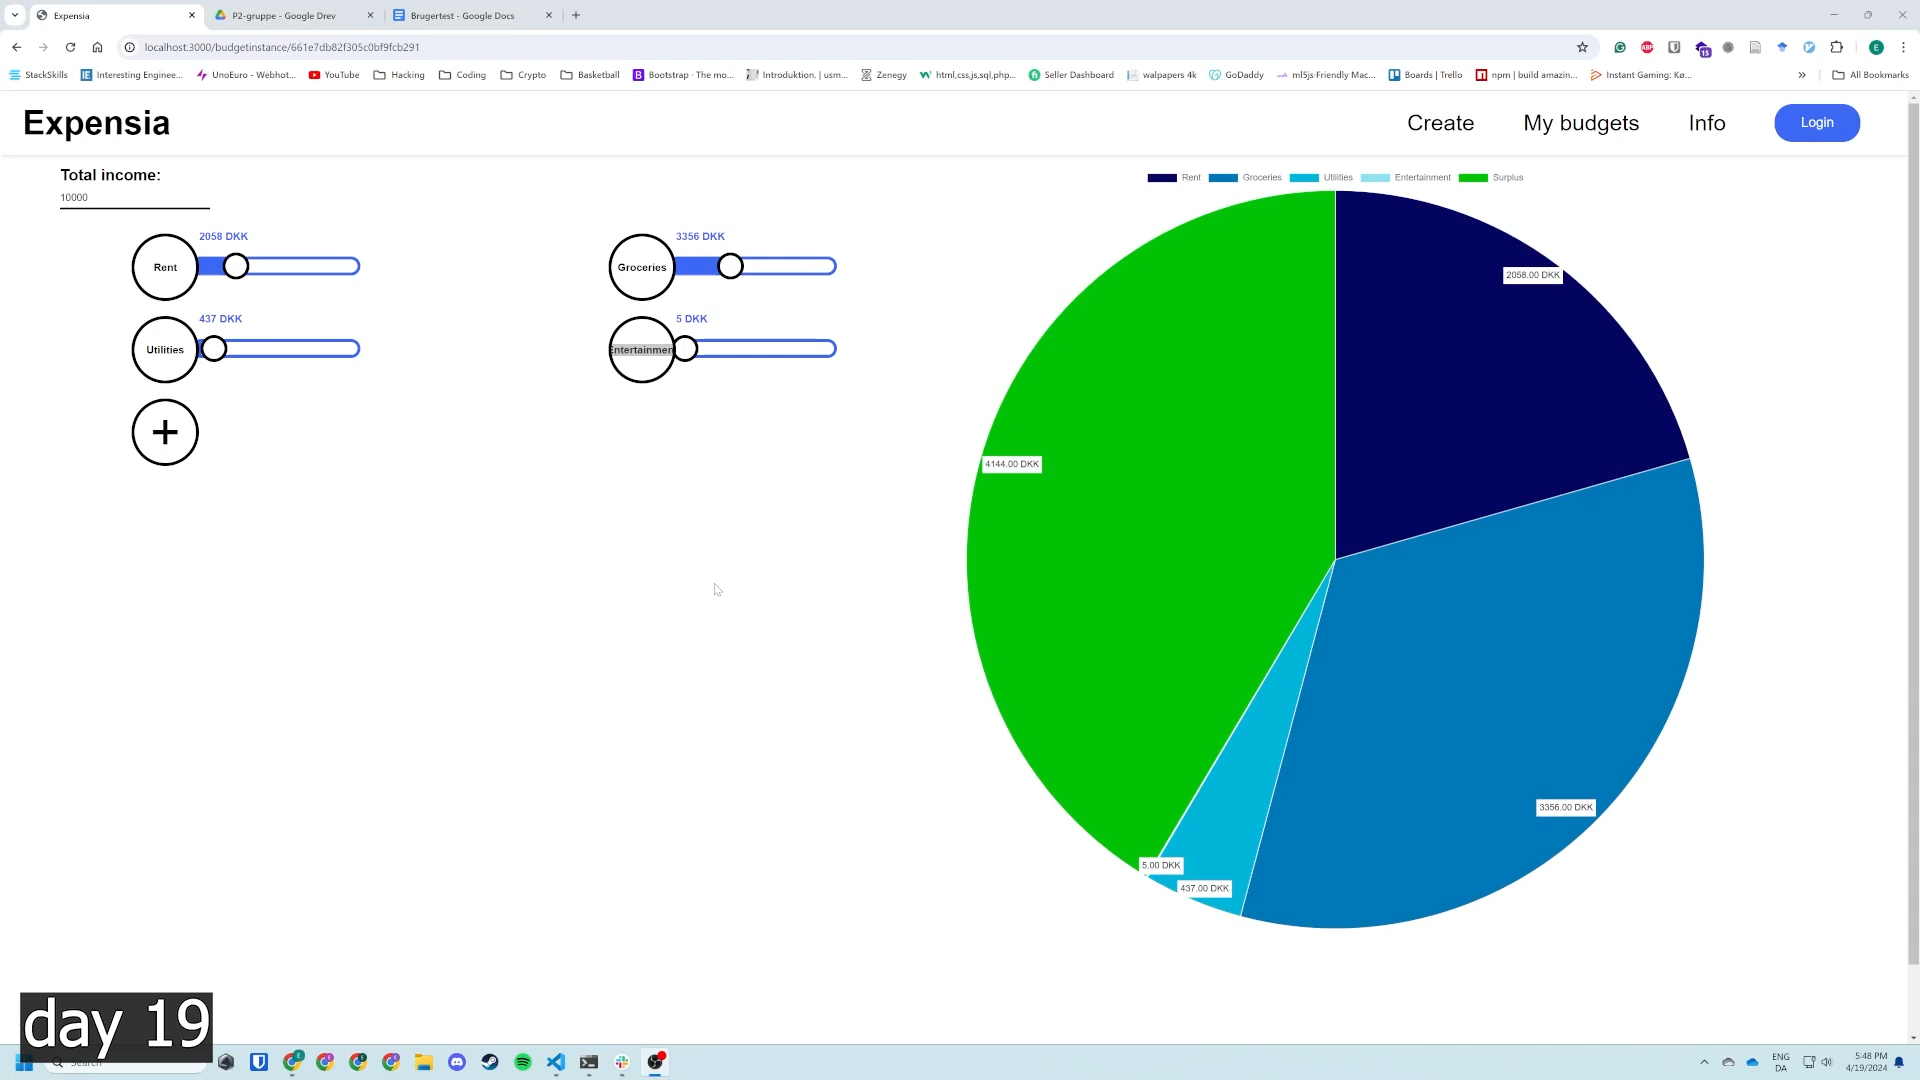 Expensia
P2-gruppe - Google Drev
Brugertest - Google Docs
localhost:3000/budgetinstance/661e7db82f305c0bf9fcb291
ABP
15
E
StackSkills
IE
Interesting Enginee...
UnoEuro - Webhot...
YouTube
Hacking
Coding
Crypto
Basketball
B
Bootstrap · The mo...
Introduktion. | usm...
Zenegy
html,css,js,sql,php...
Seller Dashboard
walpapers 4k
GoDaddy
ml5js·Friendly Mac...
Boards | Trello
npm | build amazin...
Instant Gaming: Kø...
»
All Bookmarks
Expensia
Create
My budgets
Info
Login
Total income:
10000
2058 DKK
Rent
3356 DKK
Groceries
437 DKK
Utilities
5 DKK
Entertainmen
+
Rent
Groceries
Utilities
Entertainment
Surplus
2058.00 DKK
4144.00 DKK
3356.00 DKK
5.00 DKK
437.00 DKK
day 19
Search
ENG
DA
5:48 PM
4/19/2024